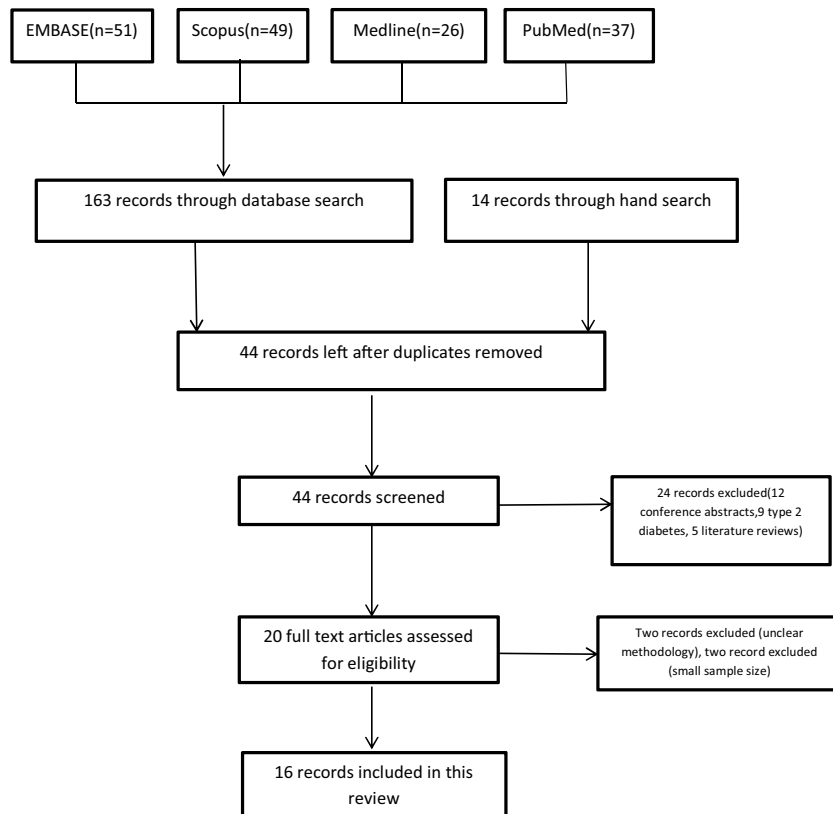 EMBASE(n=51)
Scopus(n=49)
Medline(n=26)
PubMed(n=37)
163 records through database search
14 records through hand search
44 records left after duplicates removed
44 records screened
24 records excluded(12
conference abstracts,9 type 2
diabetes, 5 literature reviews)
20 full text articles assessed
for eligibility
Two records excluded (unclear
methodology), two record excluded
(small sample size)
16 records included in this
review